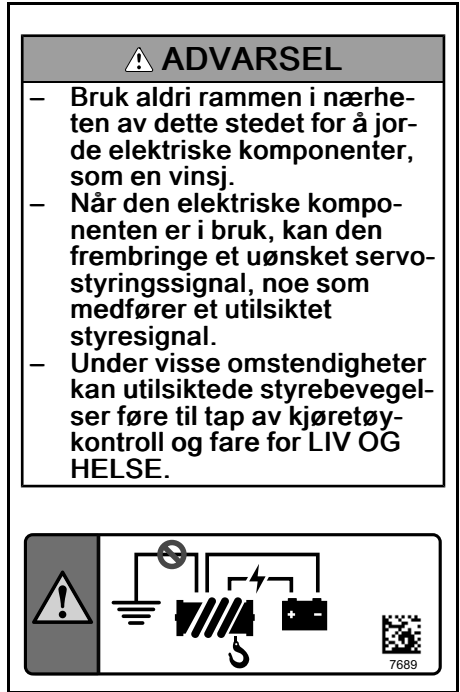 ⚠ ADVARSEL
– Bruk aldri rammen i nærhe-
ten av dette stedet for å jor-
de elektriske komponenter,
som en vinsj.
– Når den elektriske kompo-
nenten er i bruk, kan den
frembringe et uønsket servo-
styringssignal, noe som
medfører et utilsiktet
styresignal.
– Under visse omstendigheter
kan utilsiktede styrebevegel-
ser føre til tap av kjøretøy-
kontroll og fare for LIV OG
HELSE.
7689